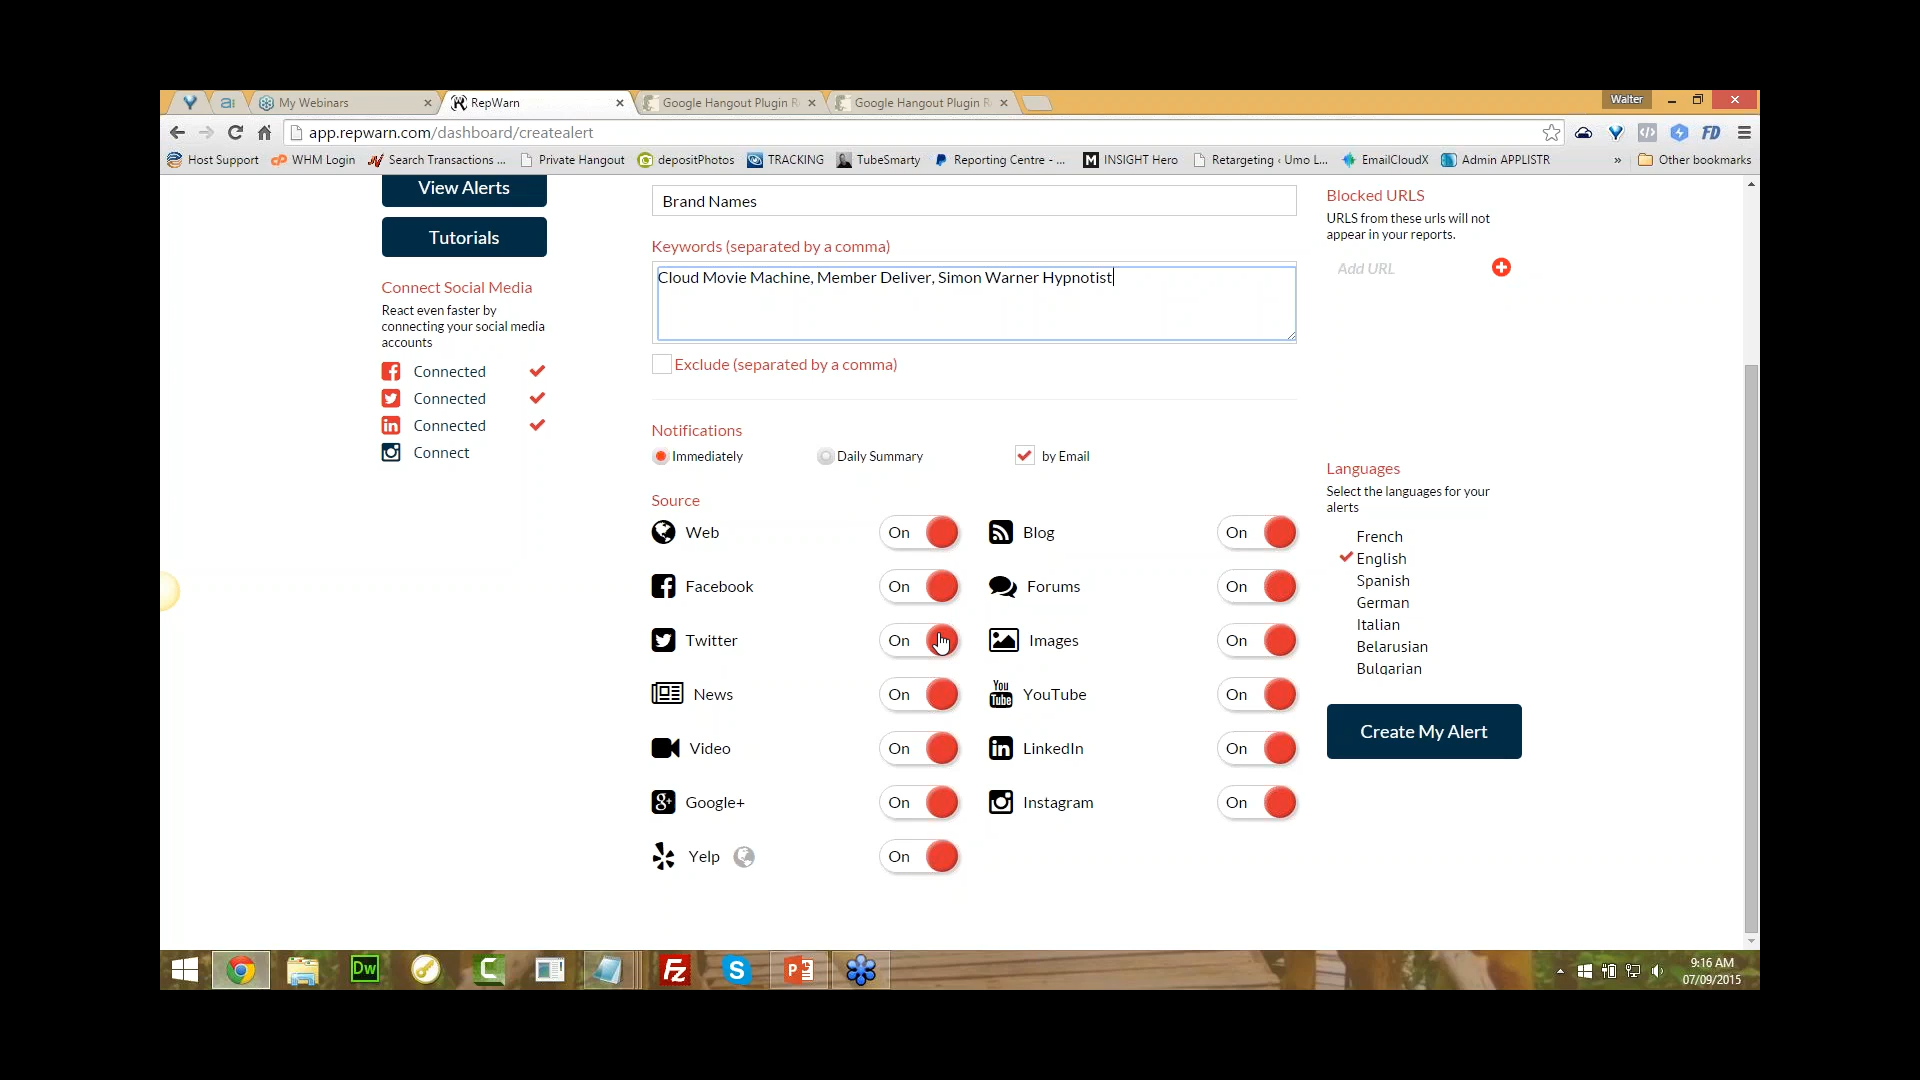 My Webinars
RepWarn
Google Hangout Plugin R
Google Hangout Plugin R
Walter
app.repwarn.com/dashboard/createalert
Host Support
WHM Login
Search Transactions ...
Private Hangout
depositPhotos
TRACKING
TubeSmarty
Reporting Centre - ...
INSIGHT Hero
Retargeting ‹ Umo L...
EmailCloudX
Admin APPLISTR
»
Other bookmarks
View Alerts
Tutorials
Connect Social Media
React even faster by
connecting your social media
accounts
Connected
Connected
Connected
Connect
Brand Names
Keywords (separated by a comma)
Cloud Movie Machine, Member Deliver, Simon Warner Hypnotist
Exclude (separated by a comma)
Notifications
Immediately
Daily Summary
by Email
Source
Web On
Blog On
Facebook On
Forums On
Twitter On
Images On
News On
YouTube On
Video On
LinkedIn On
Google+ On
Instagram On
Yelp On
Blocked URLS
URLS from these urls will not
appear in your reports.
Add URL
Languages
Select the languages for your
alerts
French
English
Spanish
German
Italian
Belarusian
Bulgarian
Create My Alert
9:16 AM
07/09/2015